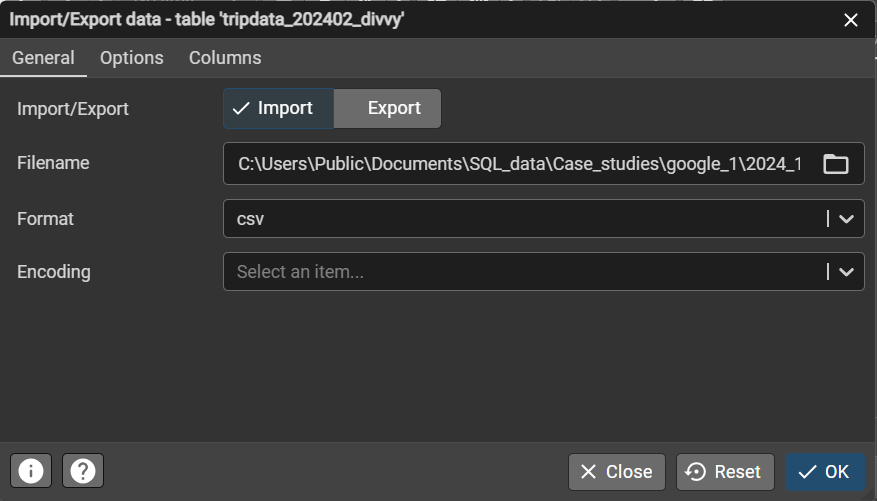 Import/Export data - table 'tripdata_202402_divvy'
General Options Columns
Import/Export Import Export
Filename C:\Users\Public\Documents\SQL_data\Case_studies\google_1\2024_1
Format csv
Encoding Select an item...
Close Reset OK